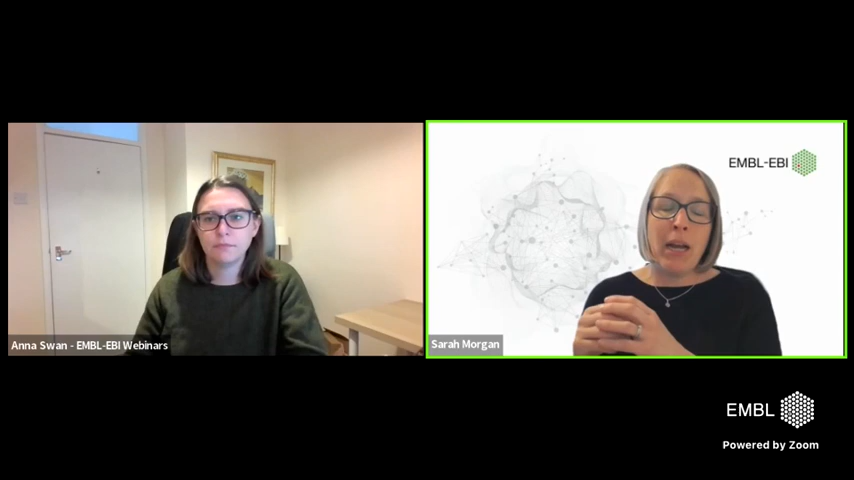 EMBL-EBI
Anna Swan - EMBL-EBI Webinars
Sarah Morgan
EMBL
Powered by Zoom